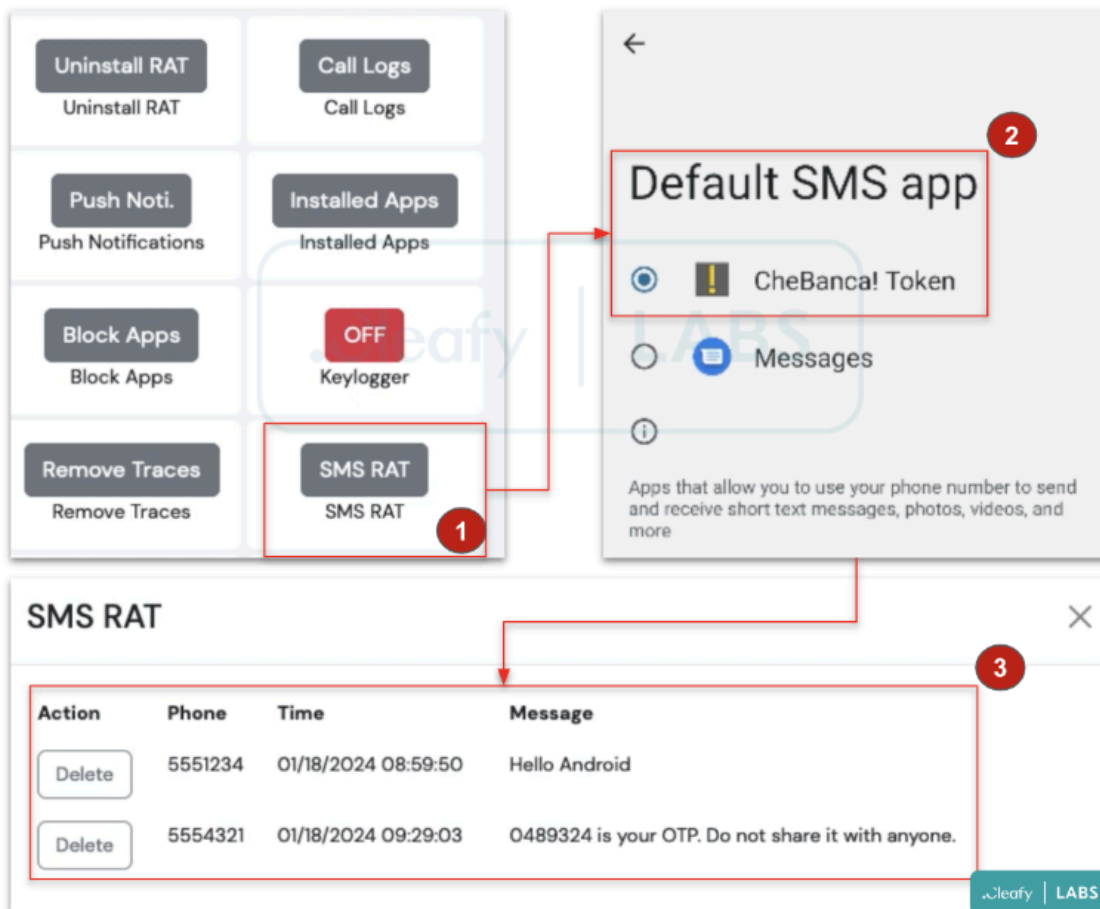 Uninstall RAT
Uninstall RAT
Call Logs
Call Logs
Push Noti.
Push Notifications
Installed Apps
Installed Apps
Block Apps
Block Apps
OFF
Keylogger
Remove Traces
Remove Traces
SMS RAT
SMS RAT
1
2
Default SMS app
CheBanca! Token
Messages
Apps that allow you to use your phone number to send
and receive short text messages, photos, videos, and
more
Cleafy | LABS
SMS RAT
3
Action Phone Time Message
Delete 5551234 01/18/2024 08:59:50 Hello Android
Delete 5554321 01/18/2024 09:29:03 0489324 is your OTP. Do not share it with anyone.
Cleafy | LABS